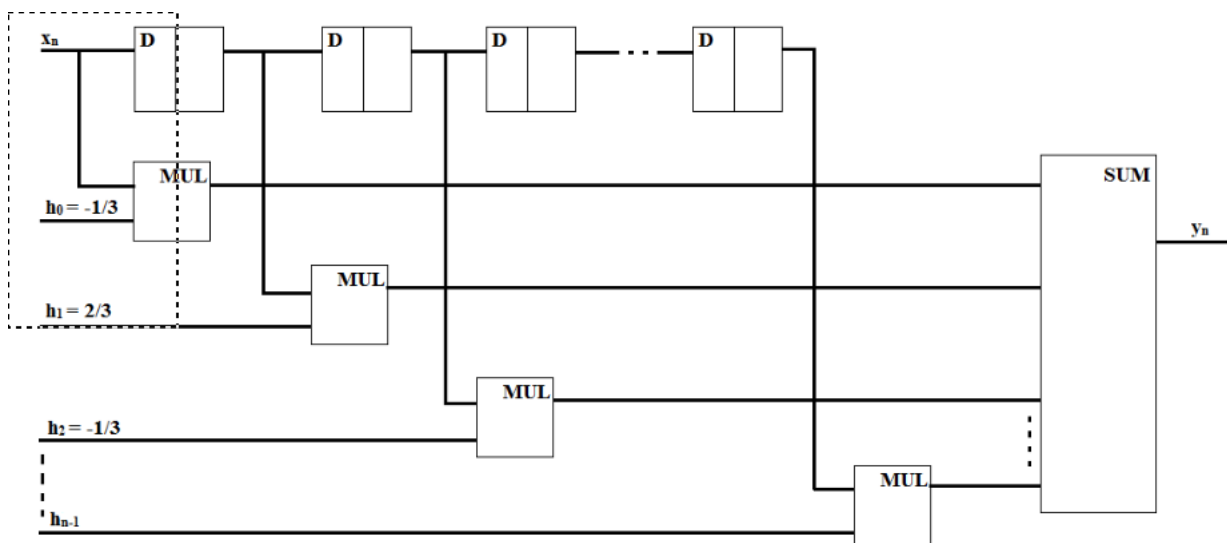 xₙ
D
D
D
D
MUL
SUM
h₀ = -1/3
yₙ
MUL
h₁ = 2/3
MUL
h₂ = -1/3
MUL
hₙ₋₁